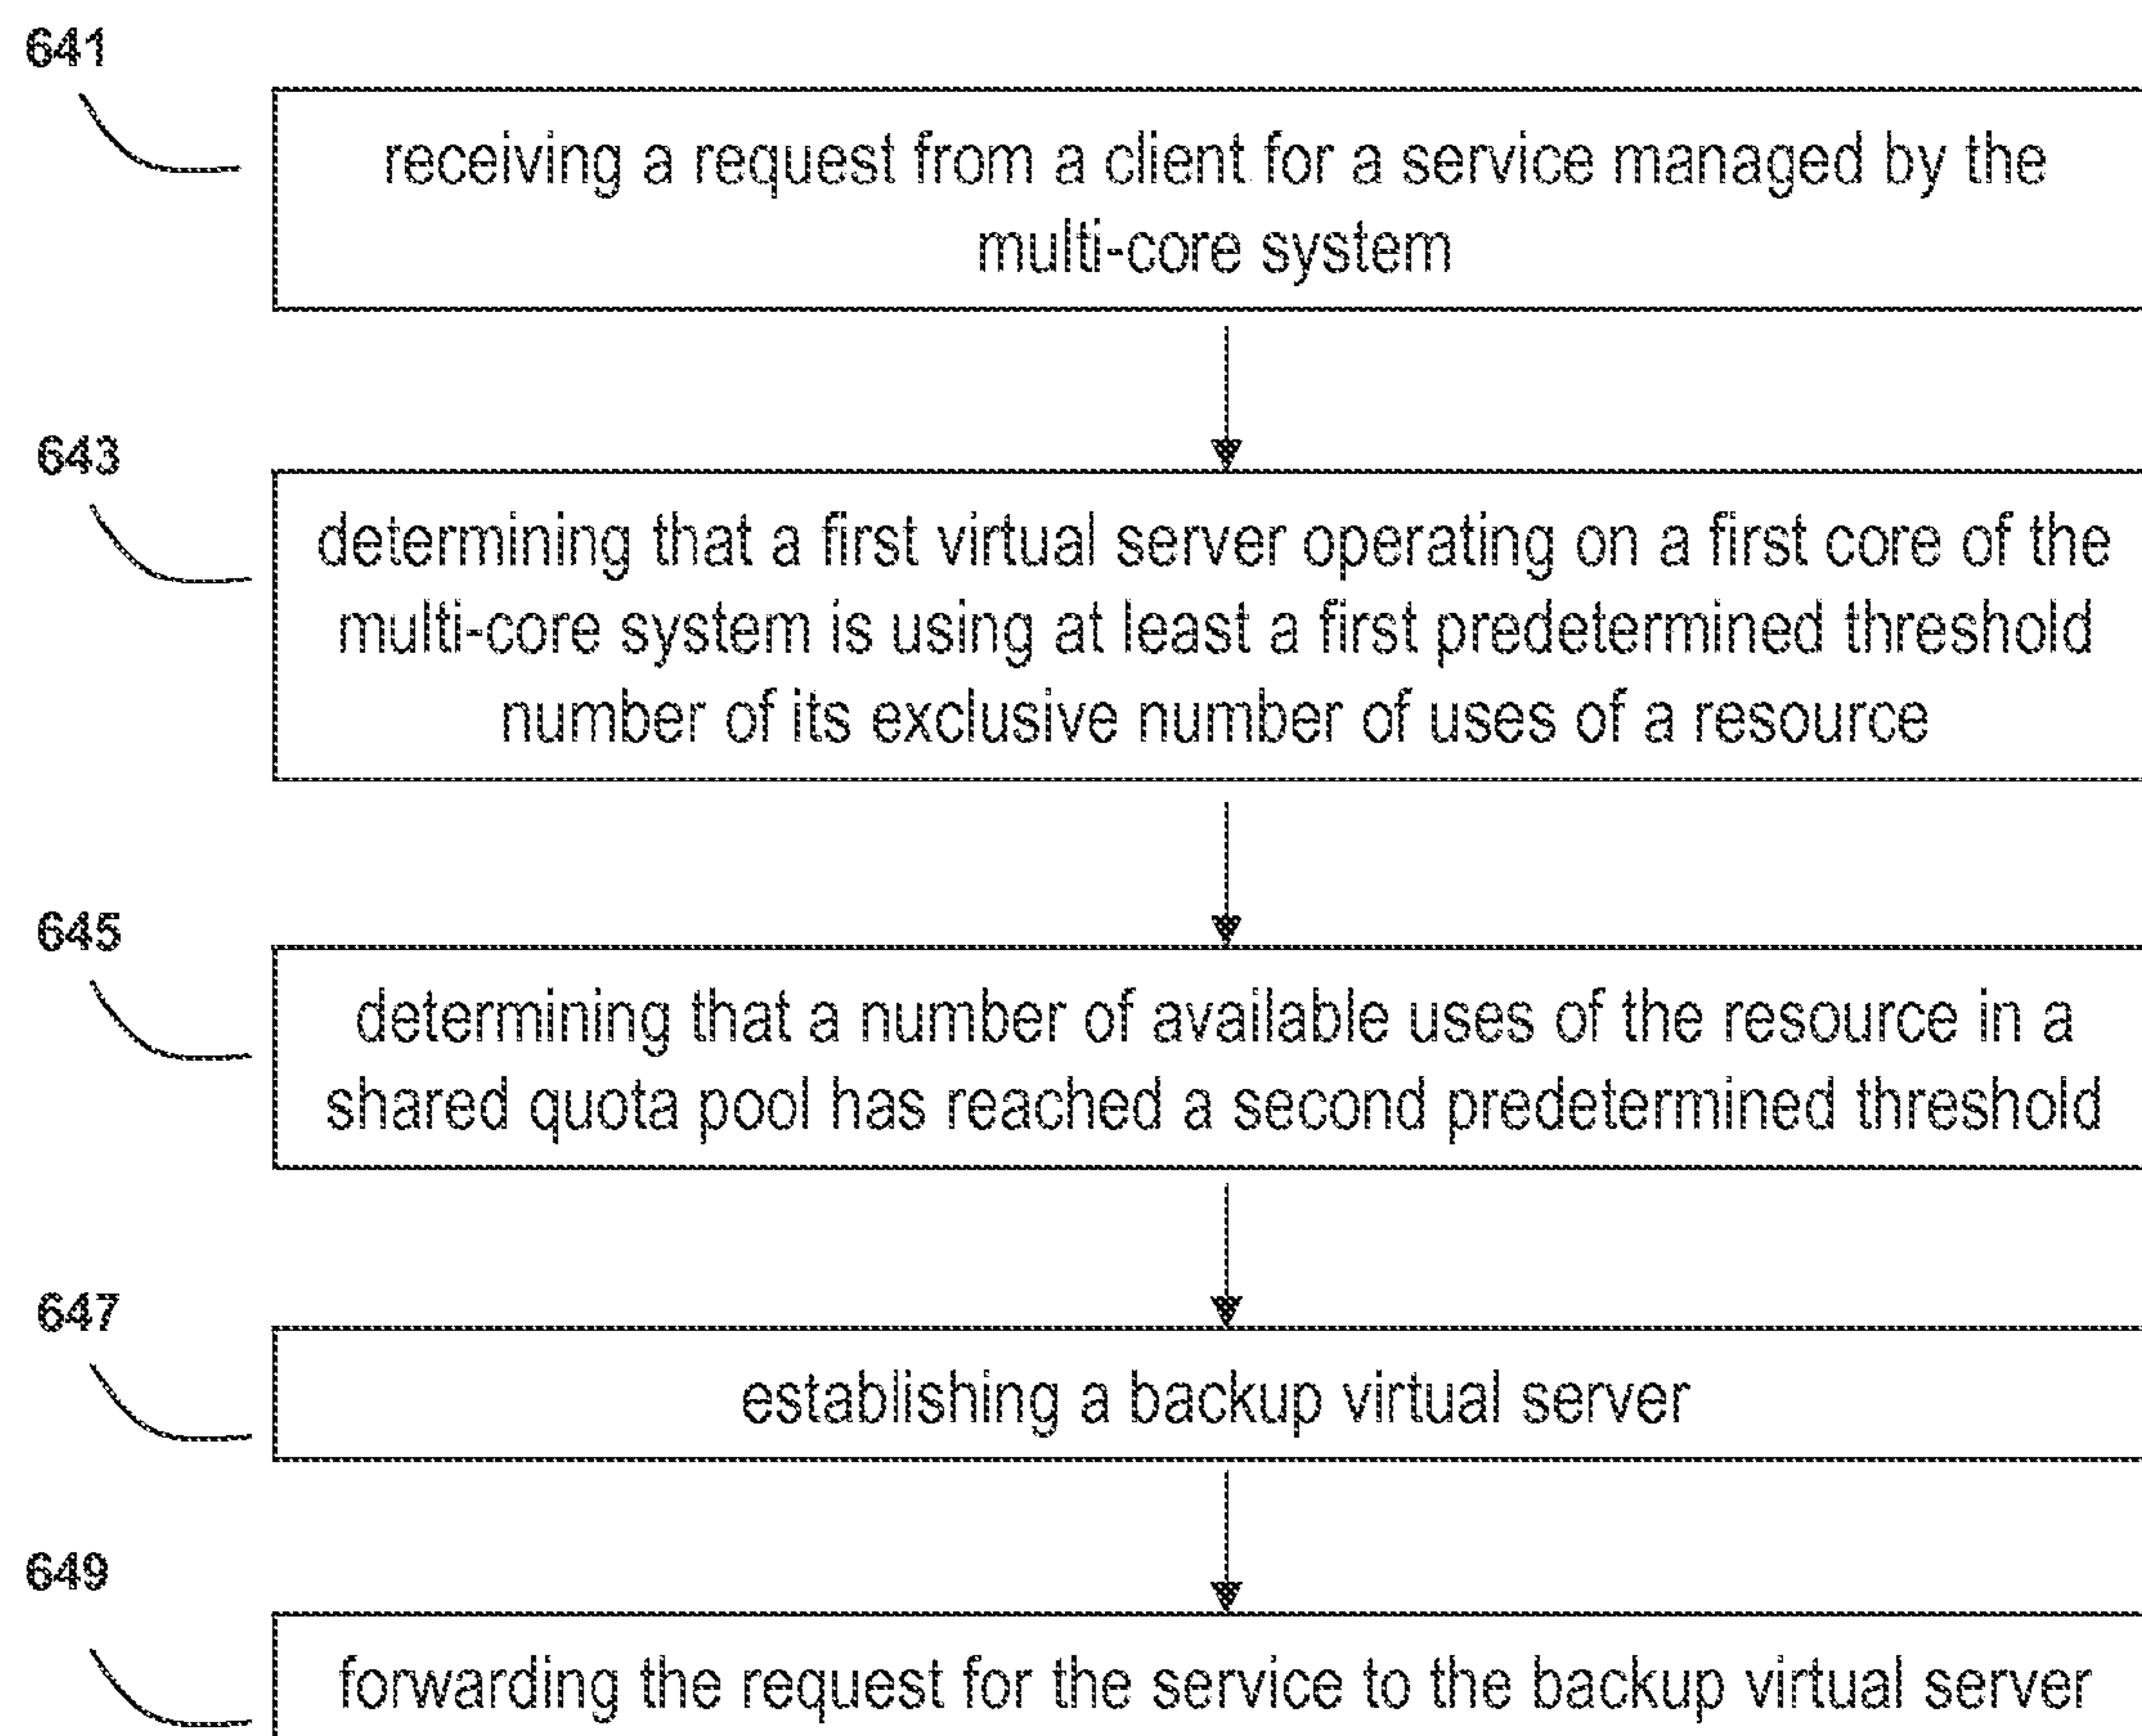 641
receiving a request from a client for a service managed by the
multi-core system
643
determining that a first virtual server operating on a first core of the
multi-core system is using at least a first predetermined threshold
number of its exclusive number of uses of a resource
645
determining that a number of available uses of the resource in a
shared quota pool has reached a second predetermined threshold
647
establishing a backup virtual server
649
forwarding the request for the service to the backup virtual server